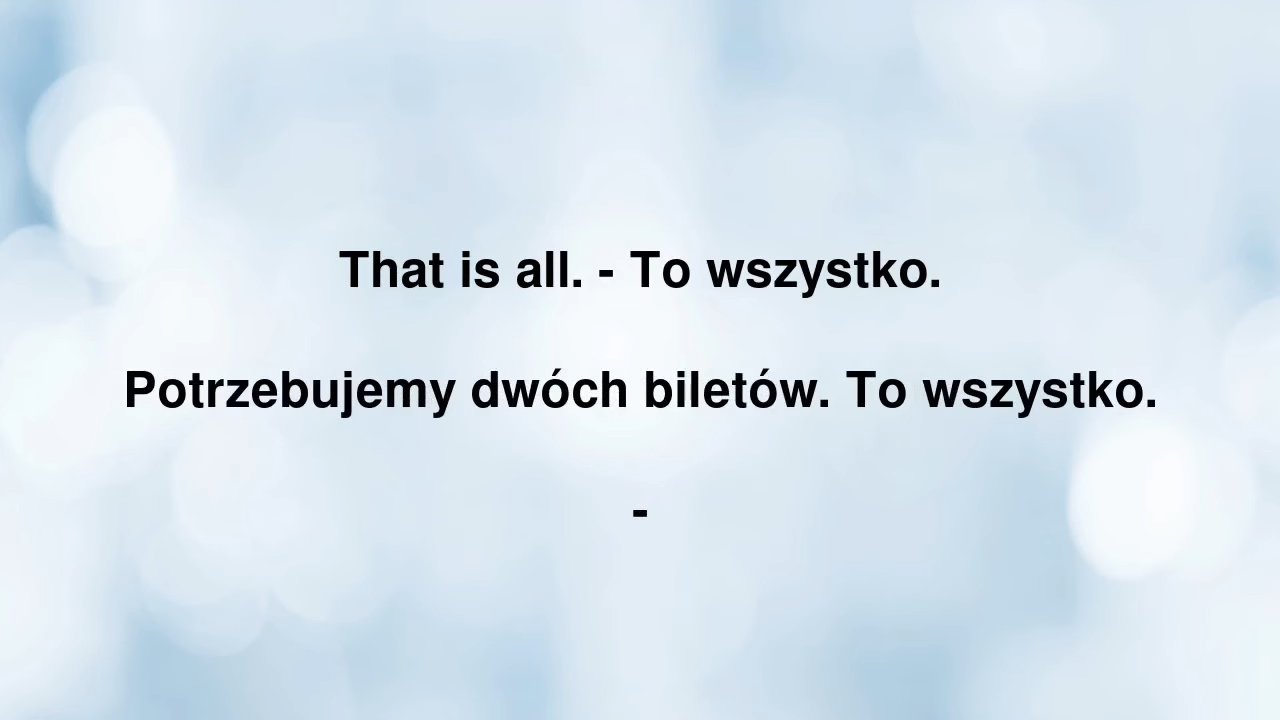 That is all. - To wszystko.
Potrzebujemy dwóch biletów. To wszystko.
-